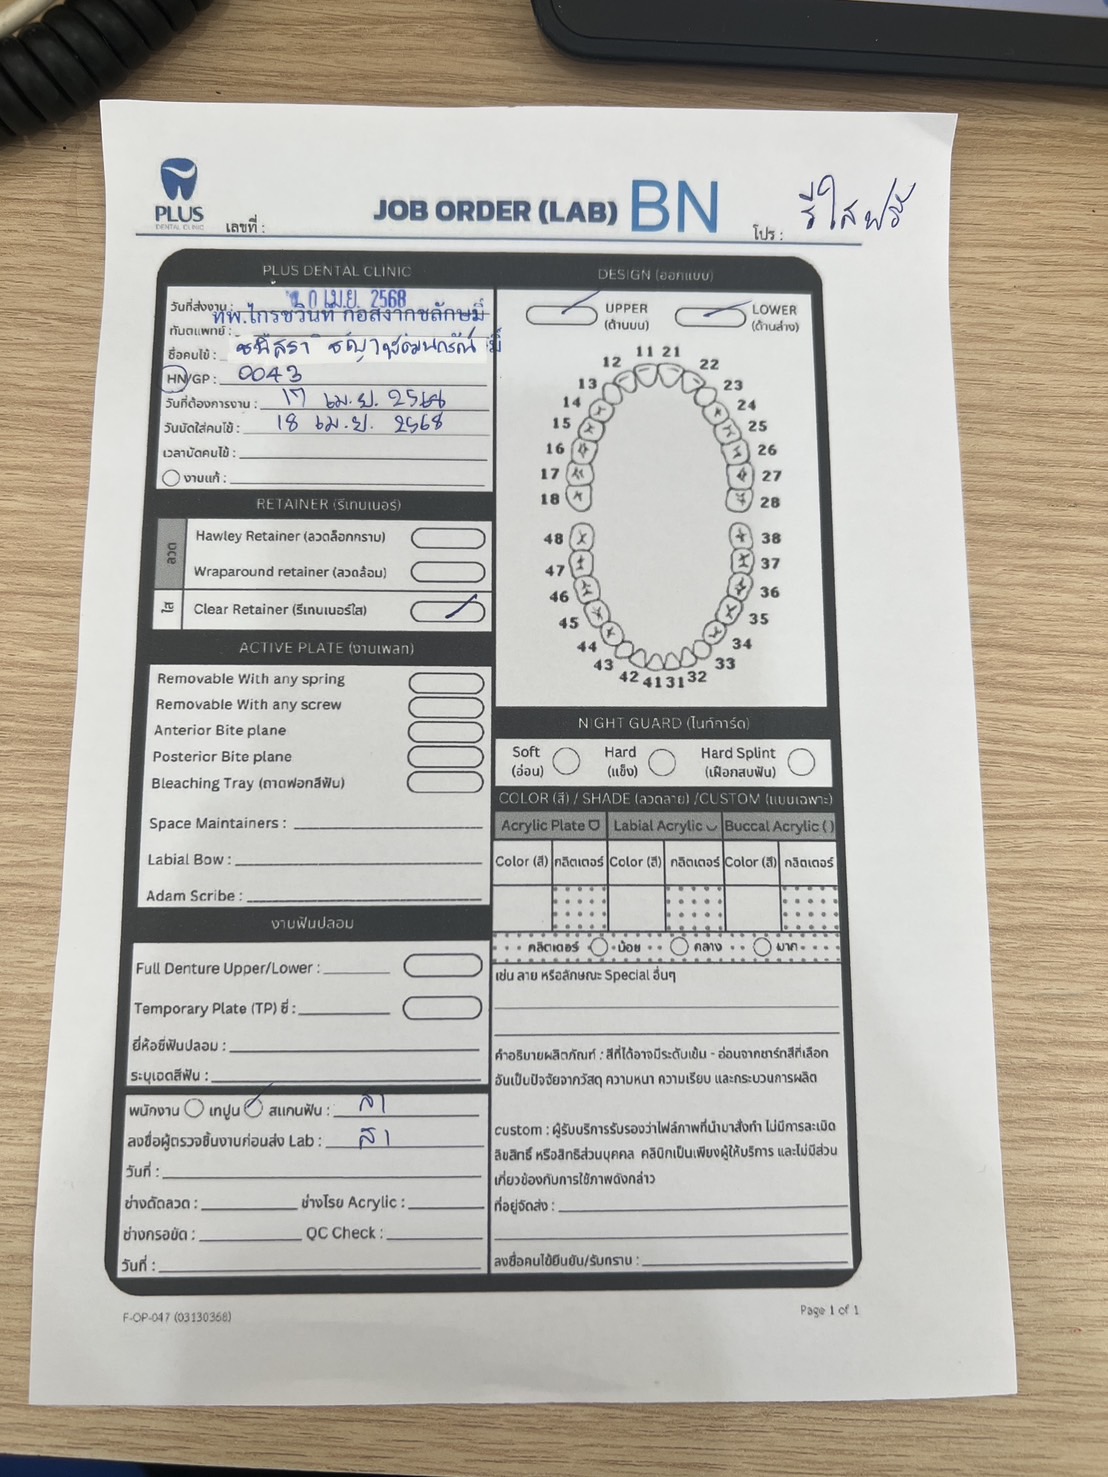 PLUS
DENTAL CLINIC
เลขที่ :
JOB ORDER (LAB) BN
โปร : รีใสฟรี
PLUS DENTAL CLINIC
วันที่ส่งงาน : 0 เม.ย. 2568
ทันตแพทย์ : ทพ.ไกรชวินท์
ชื่อคนไข้ :
HN/GP : 0043
วันที่ต้องการงาน : 17 เม.ย. 2568
วันนัดใส่คนไข้ : 18 เม.ย. 2568
เวลานัดคนไข้ :
งานแก้ :
RETAINER (รีเทนเนอร์)
ลวด
Hawley Retainer (ลวดล็อกกราม)
Wraparound retainer (ลวดล้อม)
ใส
Clear Retainer (รีเทนเนอร์ใส)
ACTIVE PLATE (งานเพลท)
Removable With any spring
Removable With any screw
Anterior Bite plane
Posterior Bite plane
Bleaching Tray (ถาดฟอกสีฟัน)
Space Maintainers :
Labial Bow :
Adam Scribe :
งานฟันปลอม
Full Denture Upper/Lower :
Temporary Plate (TP) ซี่ :
ยี่ห้อซี่ฟันปลอม :
ระบุเฉดสีฟัน :
พนักงาน เทปูน สแกนฟัน : ลา
ลงชื่อผู้ตรวจชิ้นงานก่อนส่ง Lab : ลา
วันที่ :
ช่างดัดลวด : ช่างโรย Acrylic :
ช่างกรอขัด : QC Check :
วันที่ :
DESIGN (ออกแบบ)
UPPER
(ด้านบน)
LOWER
(ด้านล่าง)
11 21
12 22
13 23
14 24
15 25
16 26
17 27
18 28
48 38
47 37
46 36
45 35
44 34
43 33
42 41 31 32
NIGHT GUARD (ไนท์การ์ด)
Soft
(อ่อน)
Hard
(แข็ง)
Hard Splint
(เฝือกสบฟัน)
COLOR (สี) / SHADE (ลวดลาย) /CUSTOM (แบบเฉพาะ)
Acrylic Plate Labial Acrylic Buccal Acrylic ( )
Color (สี) กลิตเตอร์ Color (สี) กลิตเตอร์ Color (สี) กลิตเตอร์
กลิตเตอร์ น้อย กลาง มาก
เช่น ลาย หรือลักษณะ Special อื่นๆ
คำอธิบายผลิตภัณฑ์ : สีที่ได้อาจมีระดับเข้ม - อ่อนจากชาร์ทสีที่เลือก
อันเป็นปัจจัยจากวัสดุ ความหนา ความเรียบ และกระบวนการผลิต
custom : ผู้รับบริการรับรองว่าไฟล์ภาพที่นำมาสั่งทำ ไม่มีการละเมิด
ลิขสิทธิ์ หรือสิทธิส่วนบุคคล คลินิกเป็นเพียงผู้ให้บริการ และไม่มีส่วน
เกี่ยวข้องกับการใช้ภาพดังกล่าว
ที่อยู่จัดส่ง :
ลงชื่อคนไข้ยืนยัน/รับทราบ :
F-OP-047 (03130368)
Page 1 of 1